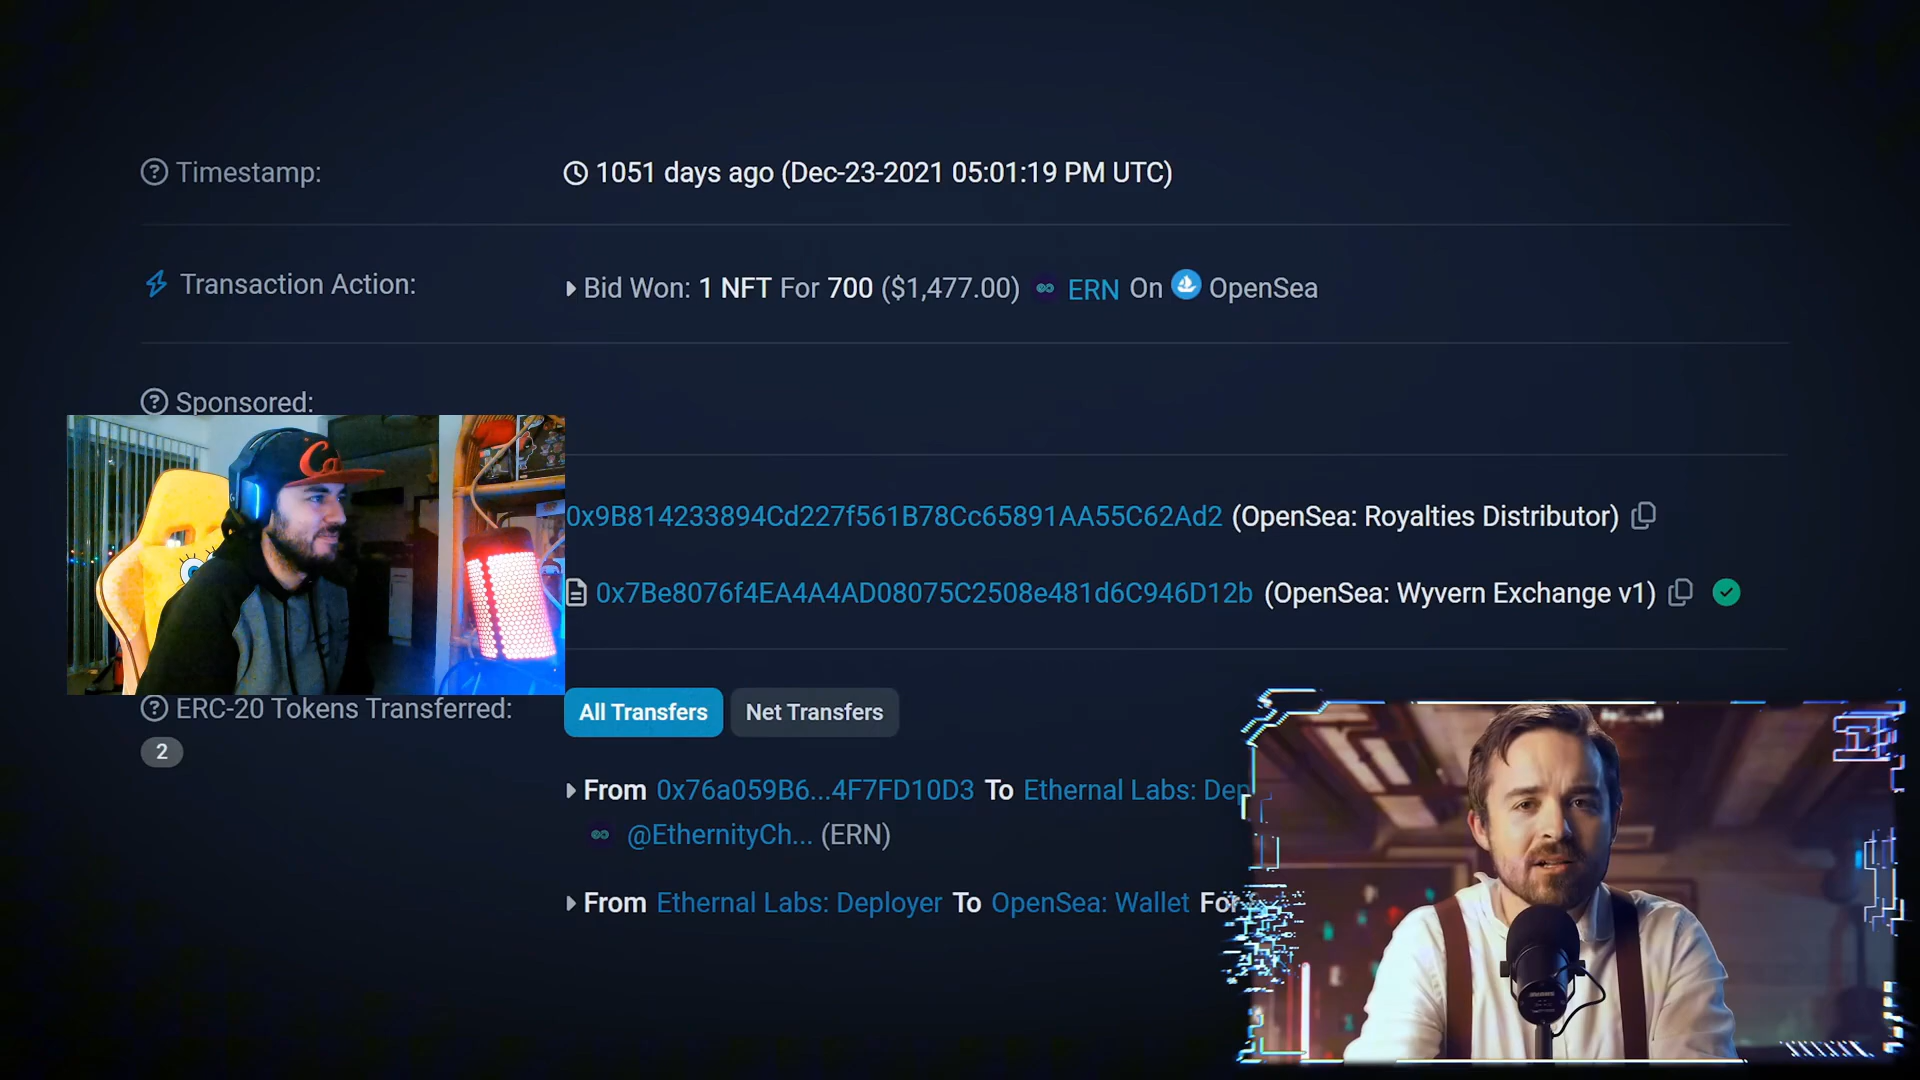 Timestamp:
1051 days ago (Dec-23-2021 05:01:19 PM UTC)
Transaction Action:
Bid Won: 1 NFT For 700 ($1,477.00) ERN On OpenSea
Sponsored:
0x9B814233894Cd227f561B78Cc65891AA55C62Ad2 (OpenSea: Royalties Distributor)
0x7Be8076f4EA4A4AD08075C2508e481d6C946D12b (OpenSea: Wyvern Exchange v1)
ERC-20 Tokens Transferred:
2
All Transfers
Net Transfers
From 0x76a059B6...4F7FD10D3 To Ethernal Labs: Dep
@EthernityCh... (ERN)
From Ethernal Labs: Deployer To OpenSea: Wallet For